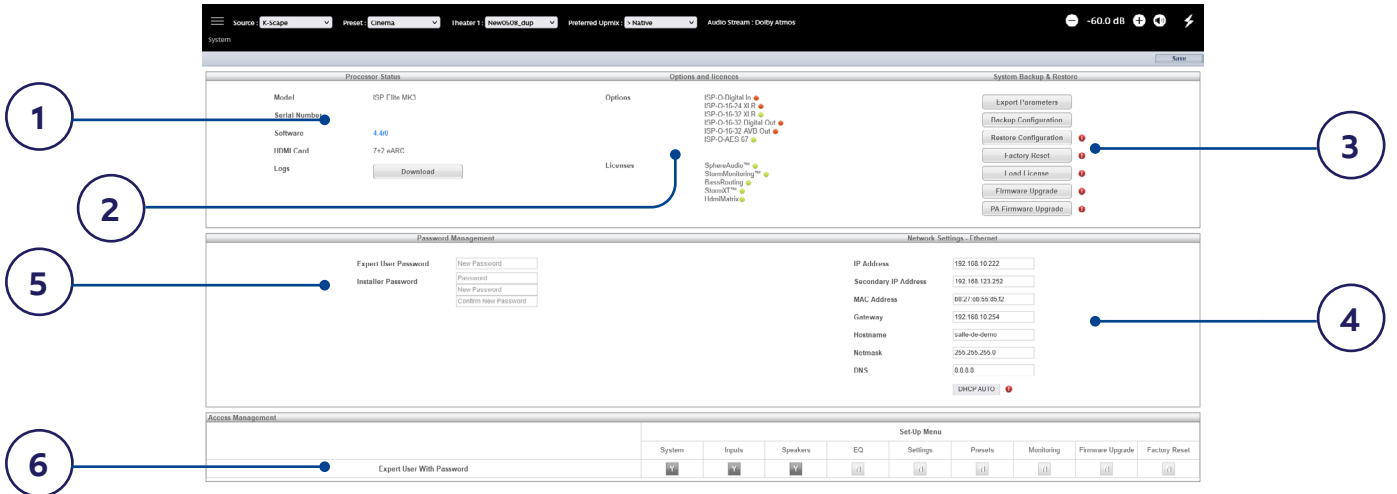 Source : K-Scape Preset : Cinema Theater 1 : New0508_dup Preferred Upmix : > Native Audio Stream : Dolby Atmos -60.0 dB
System
Save
Processor Status Options and licences System Backup & Restore
Model ISP Elite MK3 Options ISP-O-Digital In Export Parameters
Serial Number ISP-O-16-24 XLR Backup Configuration
ISP-O-16-32 XLR
Software 4.4r0 ISP-O-16-32 Digital Out Restore Configuration
ISP-O-16-32 AVB Out
HDMI Card 7+2 eARC ISP-O-AES 67 Factory Reset
Logs Download Licenses SphereAudio™ Load License
StormMonitoring™
BassRouting Firmware Upgrade
StormXT™
HdmiMatrix PA Firmware Upgrade
1
2
3
Password Management Network Settings - Ethernet
Expert User Password New Password IP Address 192.168.10.222
Installer Password Password Secondary IP Address 192.168.123.252
New Password MAC Address
Confirm New Password Gateway 192.168.10.254
Hostname salle-de-demo
Netmask 255.255.255.0
DNS 8.8.8.8
DHCP AUTO
5
4
Access Management
Set-Up Menu
System Inputs Speakers EQ Settings Presets Monitoring Firmware Upgrade Factory Reset
Expert User With Password Y Y Y
6